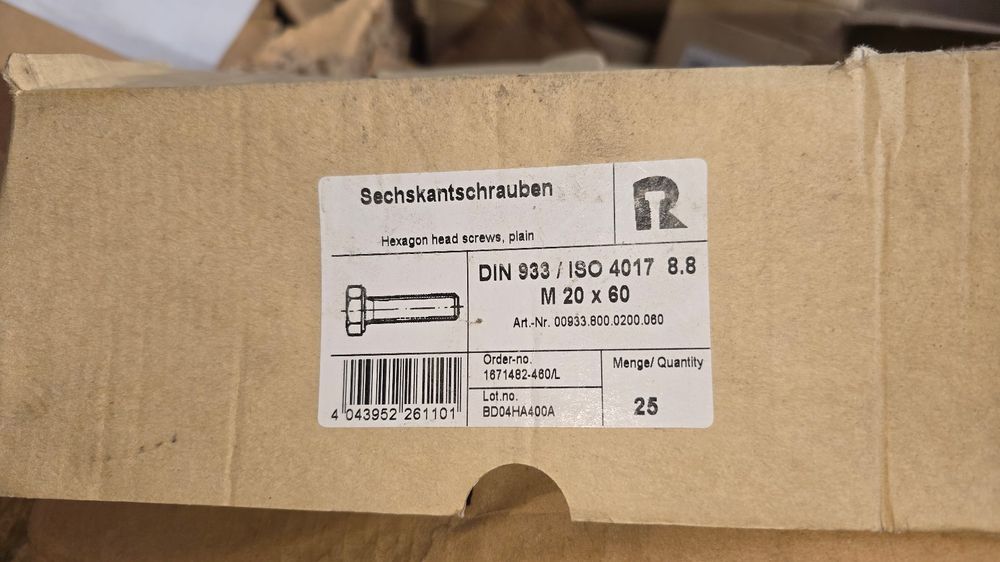 Sechskantschrauben
Hexagon head screws, plain
R
DIN 933 / ISO 4017 8.8
M 20 x 60
Art.-Nr. 00933.800.0200.060
Order-no.
1671482-460/L
Lot.no.
BD04HA400A
Menge/ Quantity
25
4 043952 261101